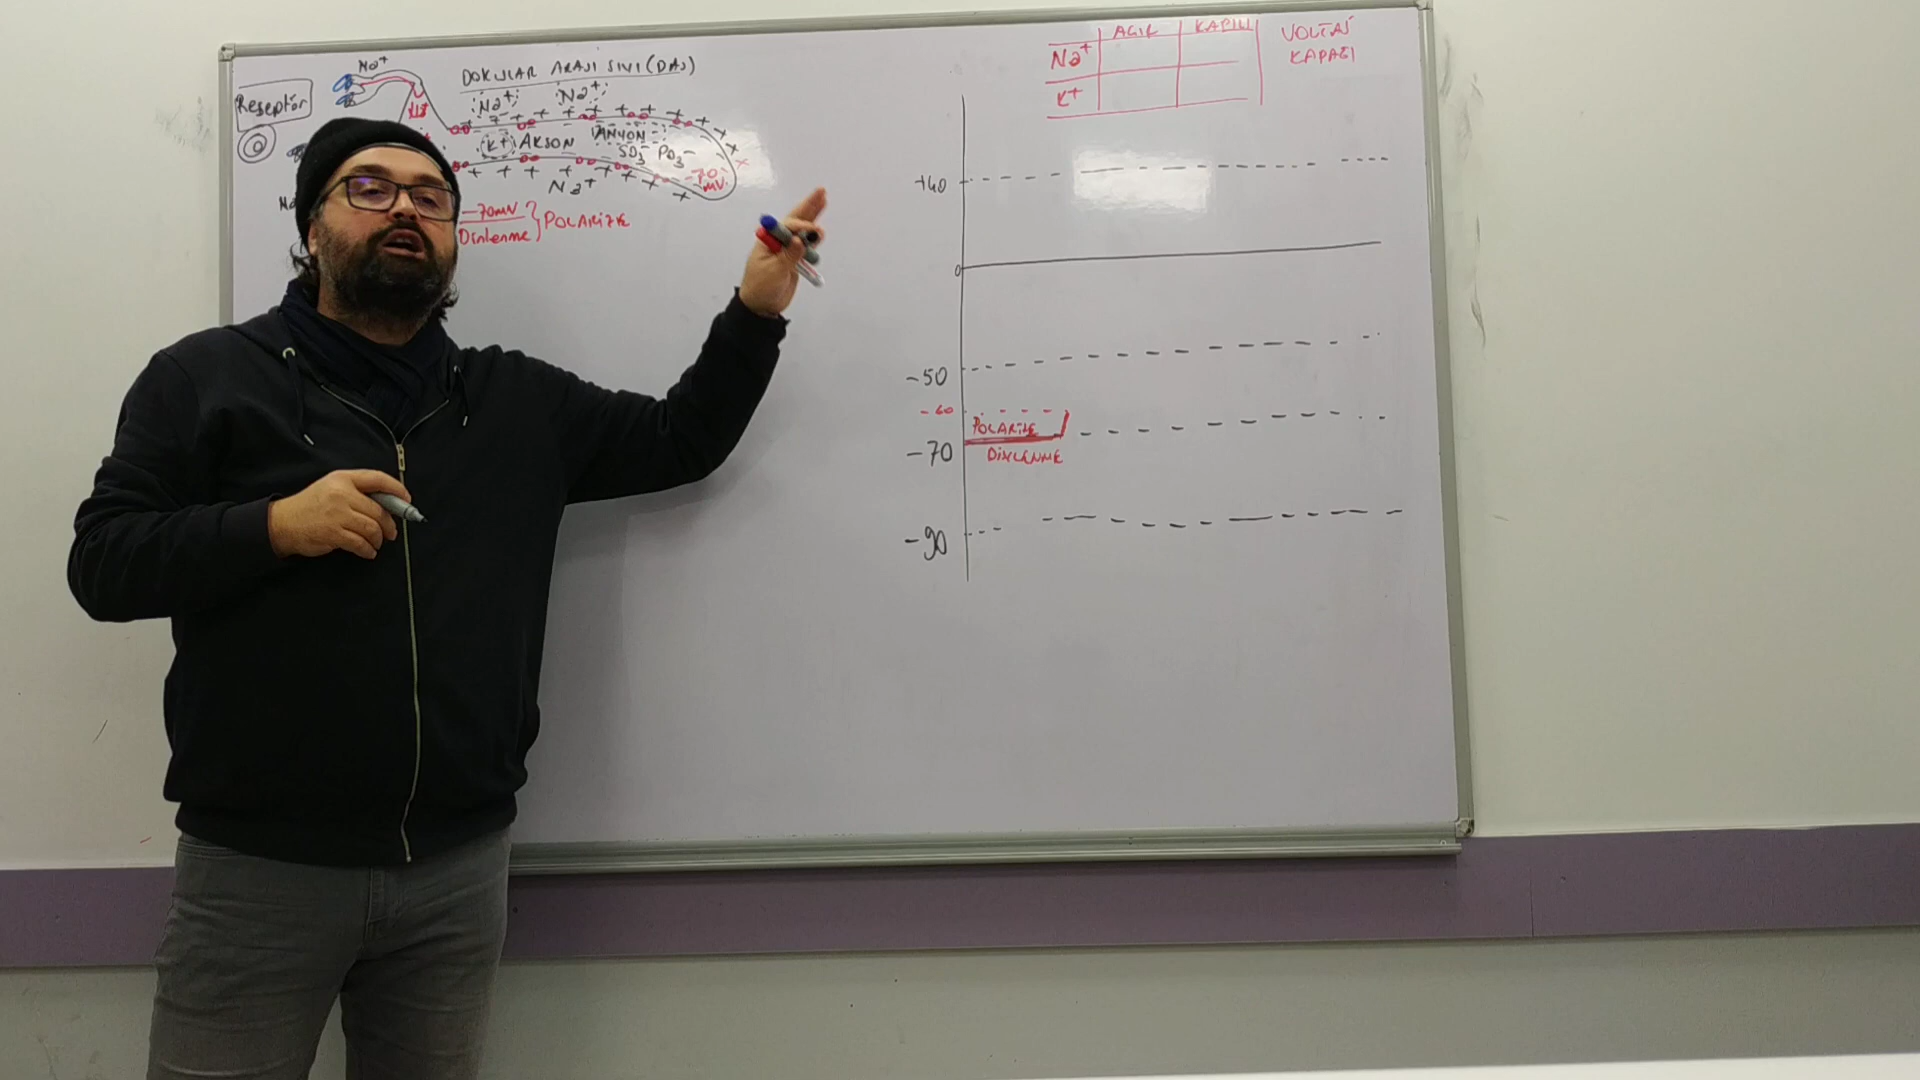 Na⁺
DOKULAR ARASI SIVI (DAS)
Reseptör
Na⁺ Na⁺
K⁺ AKSON ANYON
SO₃⁻ PO₃⁻
-70 mV
Na⁺
-70mV
Dinlenme } POLARİZE
AÇIK KAPALI VOLTAJ KAPAĞI
Na⁺
K⁺
+40
0
-50
-60
POLARİZE
-70
DİNLENME
-90